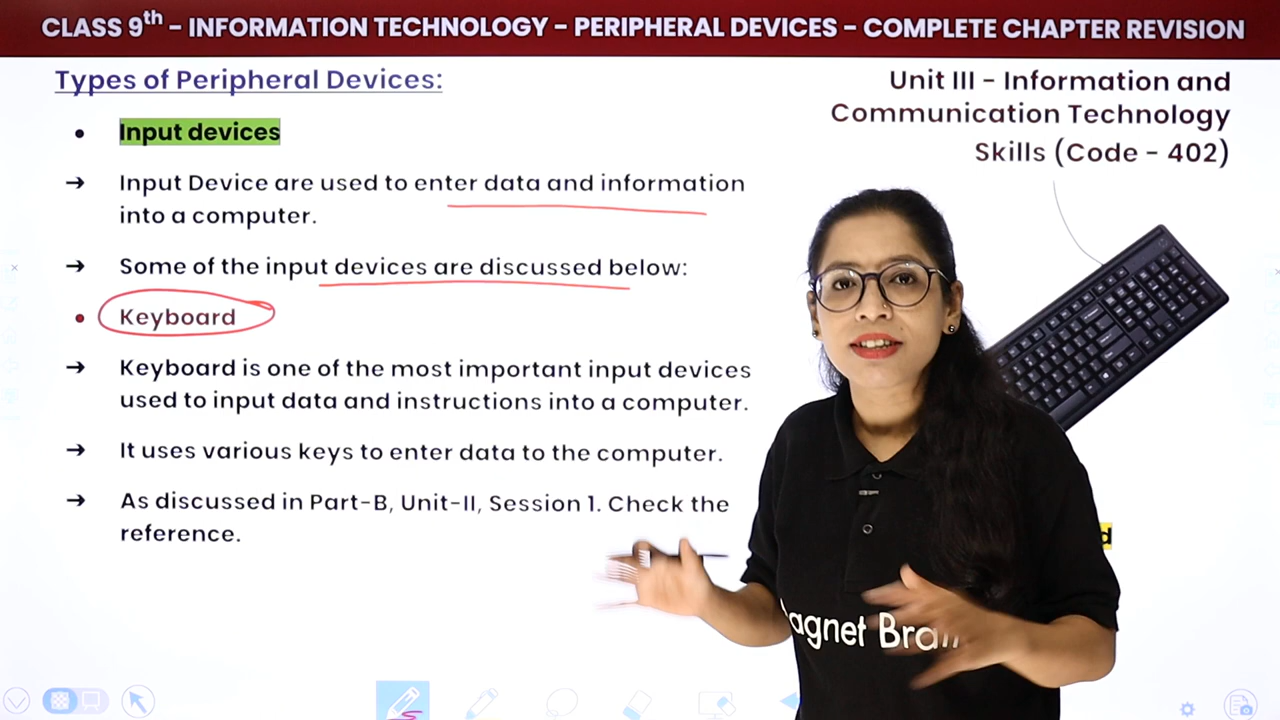 CLASS 9th – INFORMATION TECHNOLOGY – PERIPHERAL DEVICES – COMPLETE CHAPTER REVISION
Types of Peripheral Devices:
Unit III – Information and
Communication Technology
Skills (Code – 402)
• Input devices
→ Input Device are used to enter data and information
into a computer.
→ Some of the input devices are discussed below:
• Keyboard
→ Keyboard is one of the most important input devices
used to input data and instructions into a computer.
→ It uses various keys to enter data to the computer.
→ As discussed in Part-B, Unit-II, Session 1. Check the
reference.